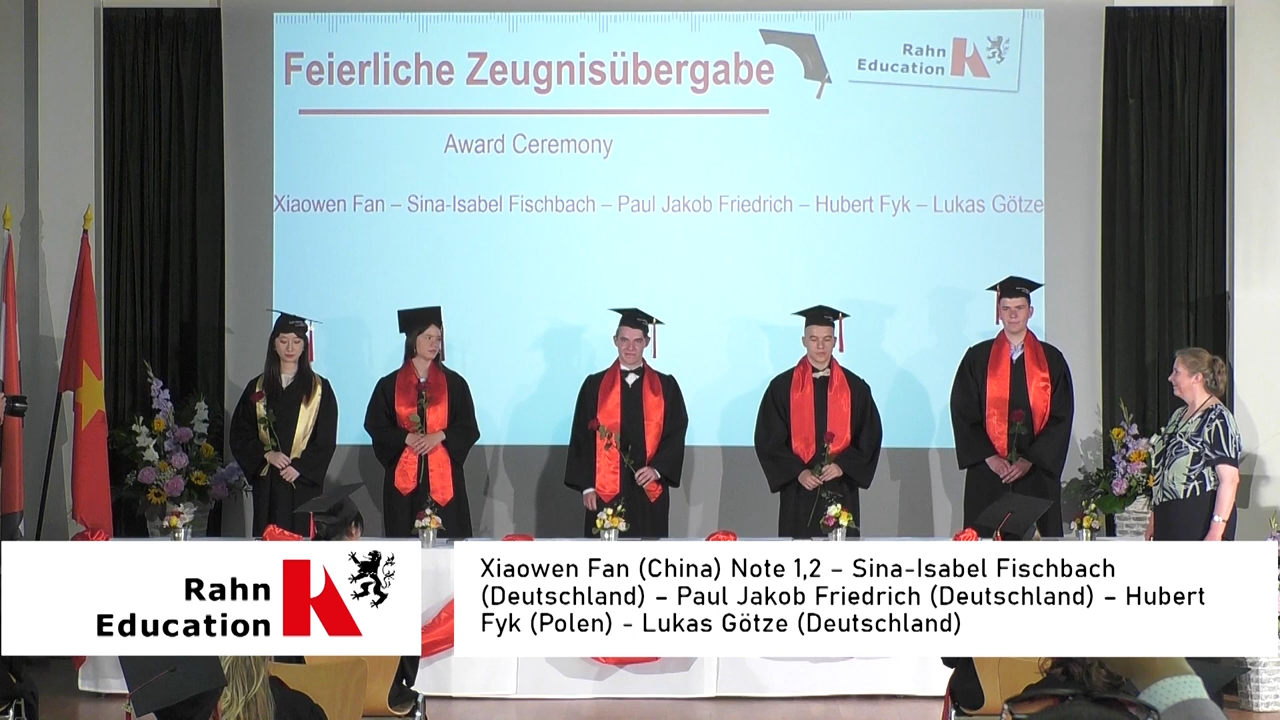 Feierliche Zeugnisübergabe
Rahn
Education
Award Ceremony
Xiaowen Fan – Sina-Isabel Fischbach – Paul Jakob Friedrich – Hubert Fyk – Lukas Götze
Rahn
Education
Xiaowen Fan (China) Note 1,2 – Sina-Isabel Fischbach
(Deutschland) – Paul Jakob Friedrich (Deutschland) – Hubert
Fyk (Polen) - Lukas Götze (Deutschland)